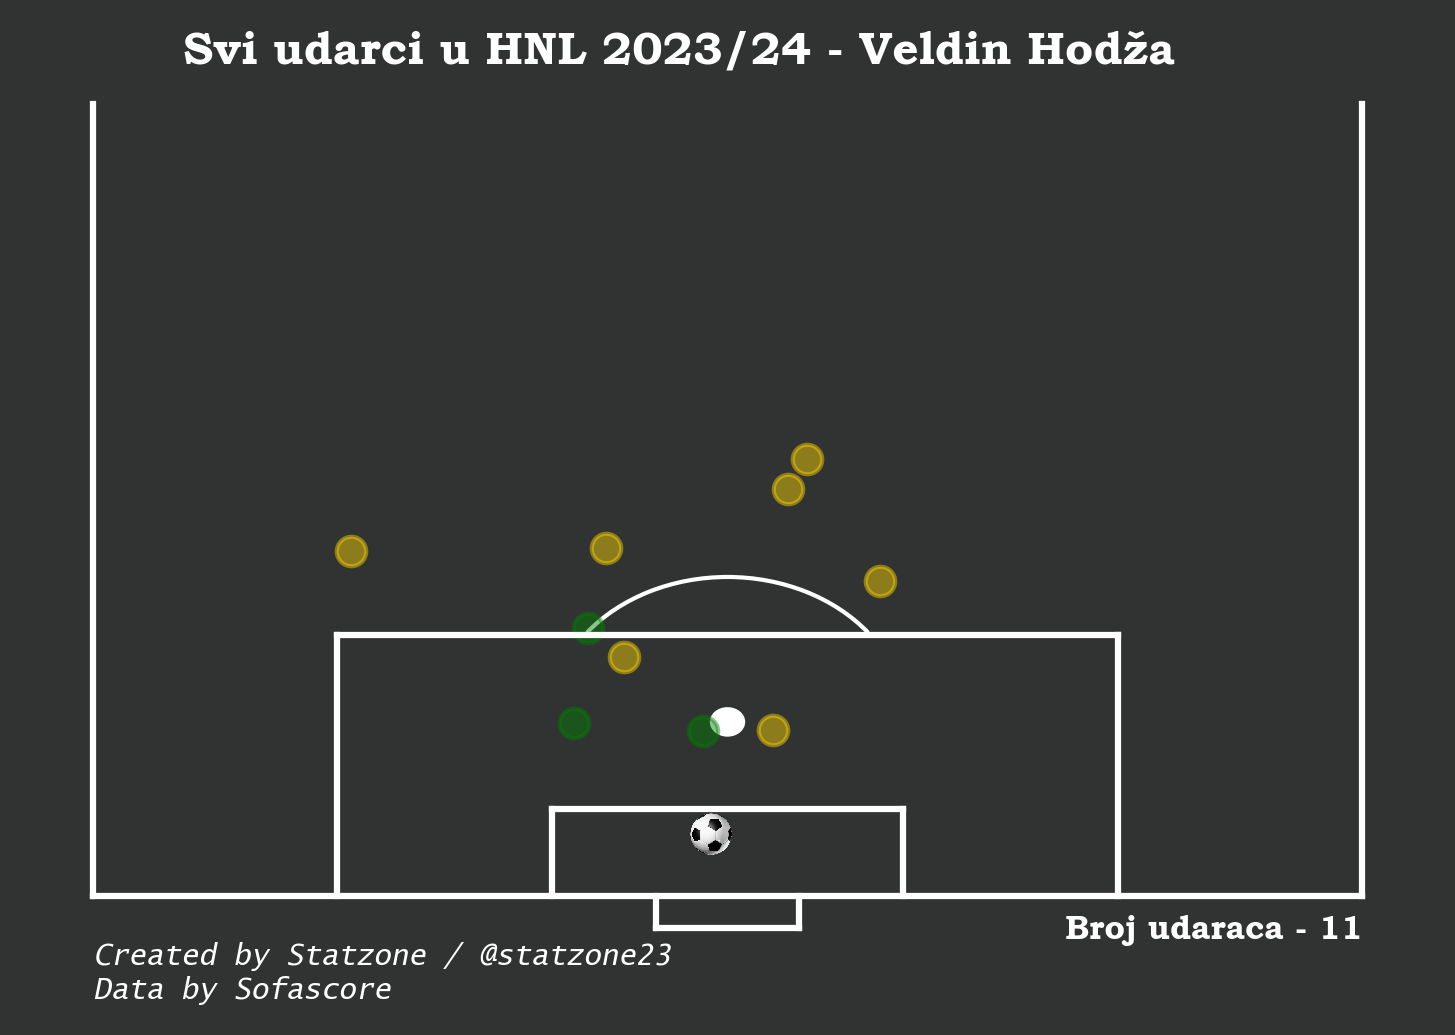 Svi udarci u HNL 2023/24 - Veldin Hodža
Broj udaraca - 11
Created by Statzone / @statzone23
Data by Sofascore